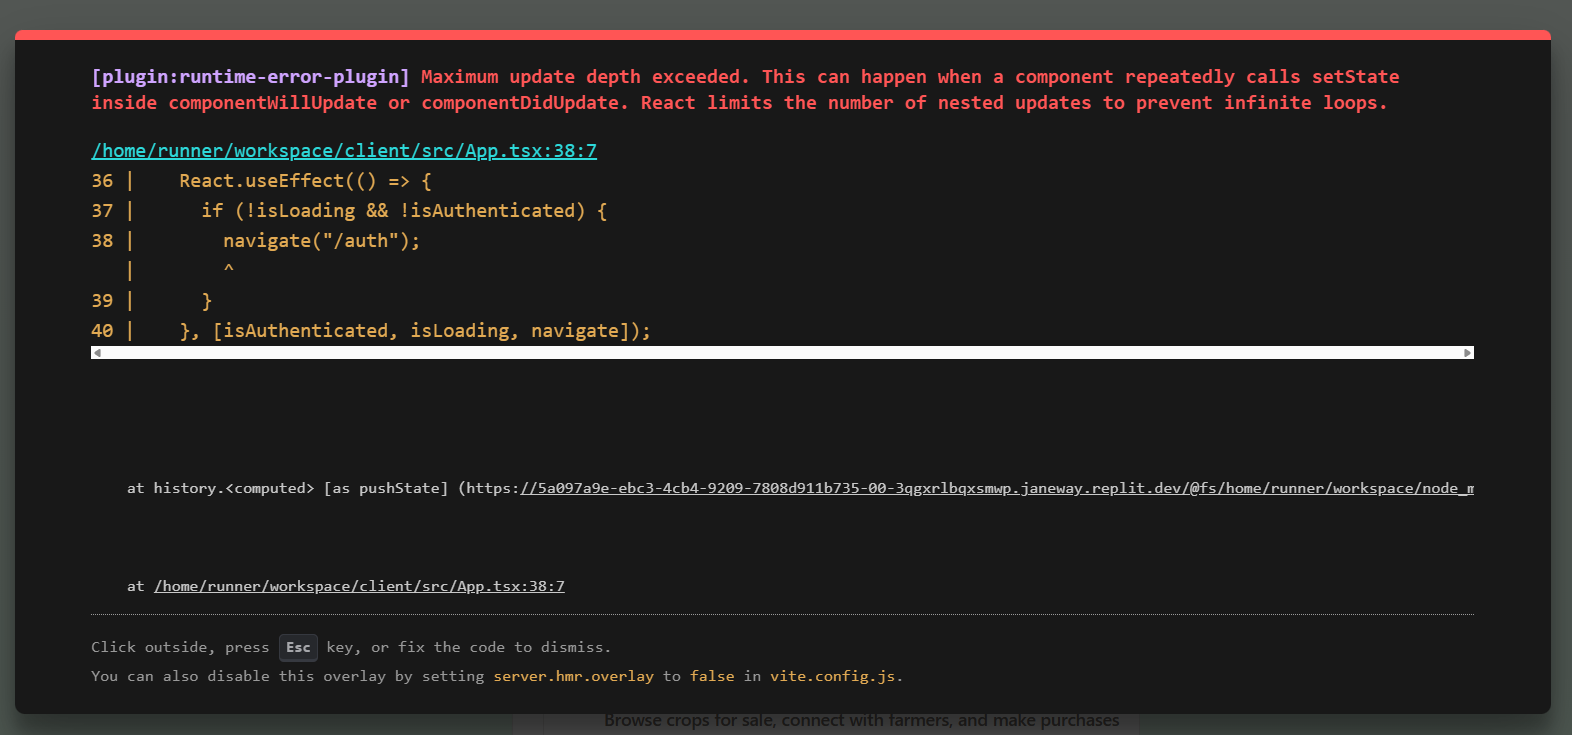 [plugin:runtime-error-plugin] Maximum update depth exceeded. This can happen when a component repeatedly calls setState
inside componentWillUpdate or componentDidUpdate. React limits the number of nested updates to prevent infinite loops.
/home/runner/workspace/client/src/App.tsx:38:7
36 |    React.useEffect(() => {
37 |      if (!isLoading && !isAuthenticated) {
38 |        navigate("/auth");
   |        ^
39 |      }
40 |    }, [isAuthenticated, isLoading, navigate]);
at history.<computed> [as pushState] (https://5a097a9e-ebc3-4cb4-9209-7808d911b735-00-3qgxrlbqxsmwp.janeway.replit.dev/@fs/home/runner/workspace/node_m
at /home/runner/workspace/client/src/App.tsx:38:7
Click outside, press Esc key, or fix the code to dismiss.
You can also disable this overlay by setting server.hmr.overlay to false in vite.config.js.
Browse crops for sale, connect with farmers, and make purchases